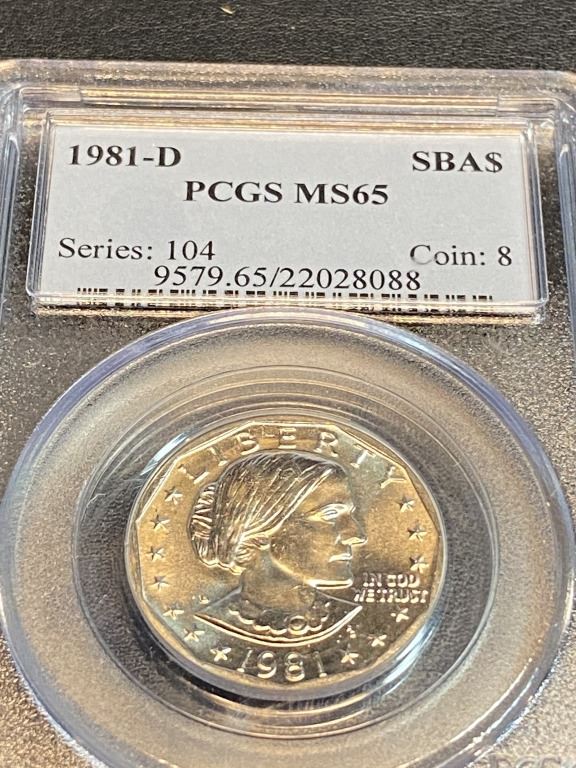 1981-D SBA$
PCGS MS65
Series: 104 Coin: 8
9579.65/22028088
LIBERTY
IN GOD
WE TRUST
1981